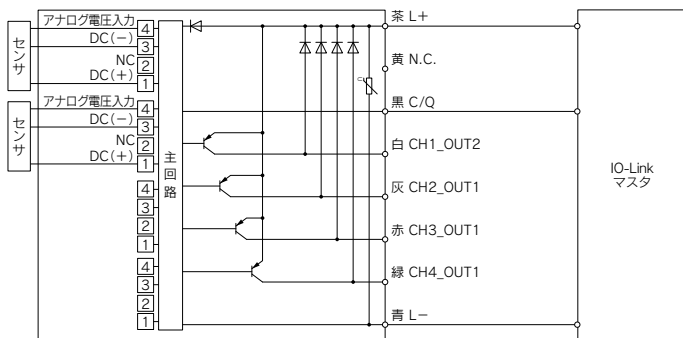 センサ
アナログ電圧入力 4
DC(−) 3
NC 2
DC(+) 1
センサ
アナログ電圧入力 4
DC(−) 3
NC 2
DC(+) 1
4
3
2
1
4
3
2
1
主回路
茶 L+
黄 N.C.
黒 C/Q
白 CH1_OUT2
灰 CH2_OUT1
赤 CH3_OUT1
緑 CH4_OUT1
青 L−
IO-Link
マスタ